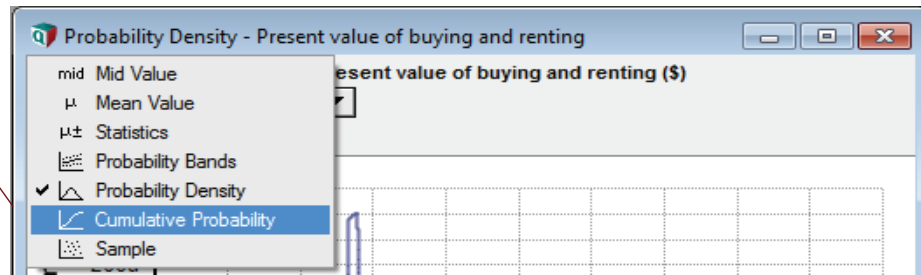 Probability Density - Present value of buying and renting
mid Mid Value
esent value of buying and renting ($)
μ Mean Value
μ± Statistics
Probability Bands
Probability Density
Cumulative Probability
Sample